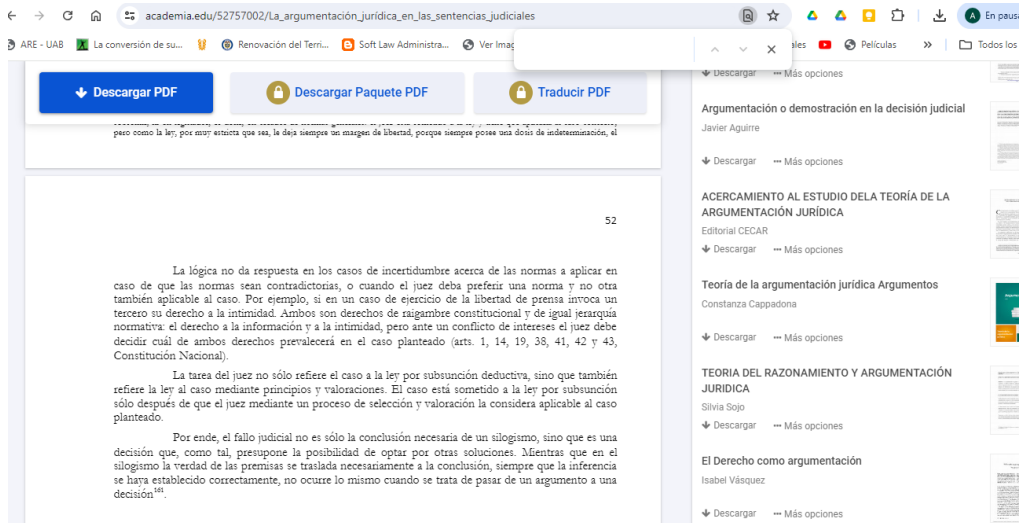 academia.edu/52757002/La_argumentación_jurídica_en_las_sentencias_judiciales
En pausa
ARE - UAB
La conversión de su...
Renovación del Terri...
Soft Law Administra...
Ver Imag
ales
Películas
Todos los
Descargar PDF
Descargar Paquete PDF
Traducir PDF
pero como la ley, por muy estricta que sea, le deja siempre un margen de libertad, porque siempre posee una dosis de indeterminación, el
52
La lógica no da respuesta en los casos de incertidumbre acerca de las normas a aplicar en
caso de que las normas sean contradictorias, o cuando el juez deba preferir una norma y no otra
también aplicable al caso. Por ejemplo, si en un caso de ejercicio de la libertad de prensa invoca un
tercero su derecho a la intimidad. Ambos son derechos de raigambre constitucional y de igual jerarquía
normativa: el derecho a la información y a la intimidad, pero ante un conflicto de intereses el juez debe
decidir cuál de ambos derechos prevalecerá en el caso planteado (arts. 1, 14, 19, 38, 41, 42 y 43,
Constitución Nacional).
La tarea del juez no sólo refiere el caso a la ley por subsunción deductiva, sino que también
refiere la ley al caso mediante principios y valoraciones. El caso está sometido a la ley por subsunción
sólo después de que el juez mediante un proceso de selección y valoración la considera aplicable al caso
planteado.
Por ende, el fallo judicial no es sólo la conclusión necesaria de un silogismo, sino que es una
decisión que, como tal, presupone la posibilidad de optar por otras soluciones. Mientras que en el
silogismo la verdad de las premisas se traslada necesariamente a la conclusión, siempre que la inferencia
se haya establecido correctamente, no ocurre lo mismo cuando se trata de pasar de un argumento a una
decisión161.
Descargar ••• Más opciones
Argumentación o demostración en la decisión judicial
Javier Aguirre
Descargar ••• Más opciones
ACERCAMIENTO AL ESTUDIO DELA TEORÍA DE LA
ARGUMENTACIÓN JURÍDICA
Editorial CECAR
Descargar ••• Más opciones
Teoría de la argumentación jurídica Argumentos
Constanza Cappadona
Descargar ••• Más opciones
TEORIA DEL RAZONAMIENTO Y ARGUMENTACIÓN
JURIDICA
Silvia Sojo
Descargar ••• Más opciones
El Derecho como argumentación
Isabel Vásquez
Descargar ••• Más opciones